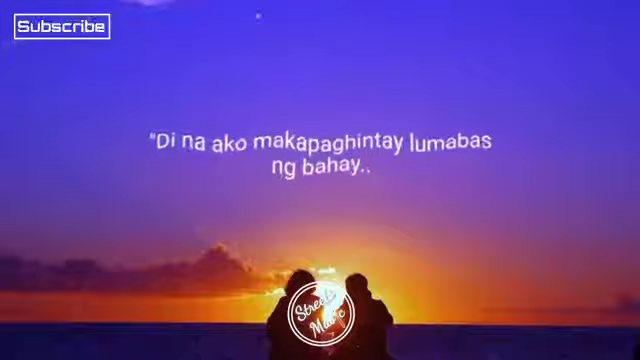 Subscribe
"Di na ako makapaghintay lumabas
ng bahay..
Street
Music